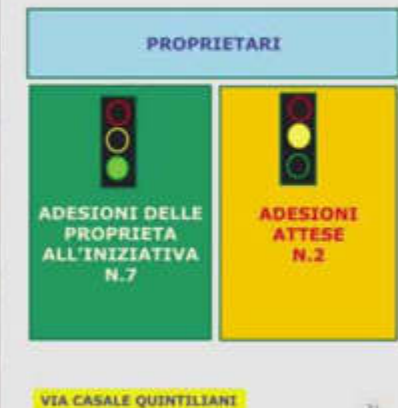 PROPRIETARI
ADESIONI DELLE
PROPRIETA
ALL'INIZIATIVA
N.7
ADESIONI
ATTESE
N.2
VIA CASALE QUINTILIANI